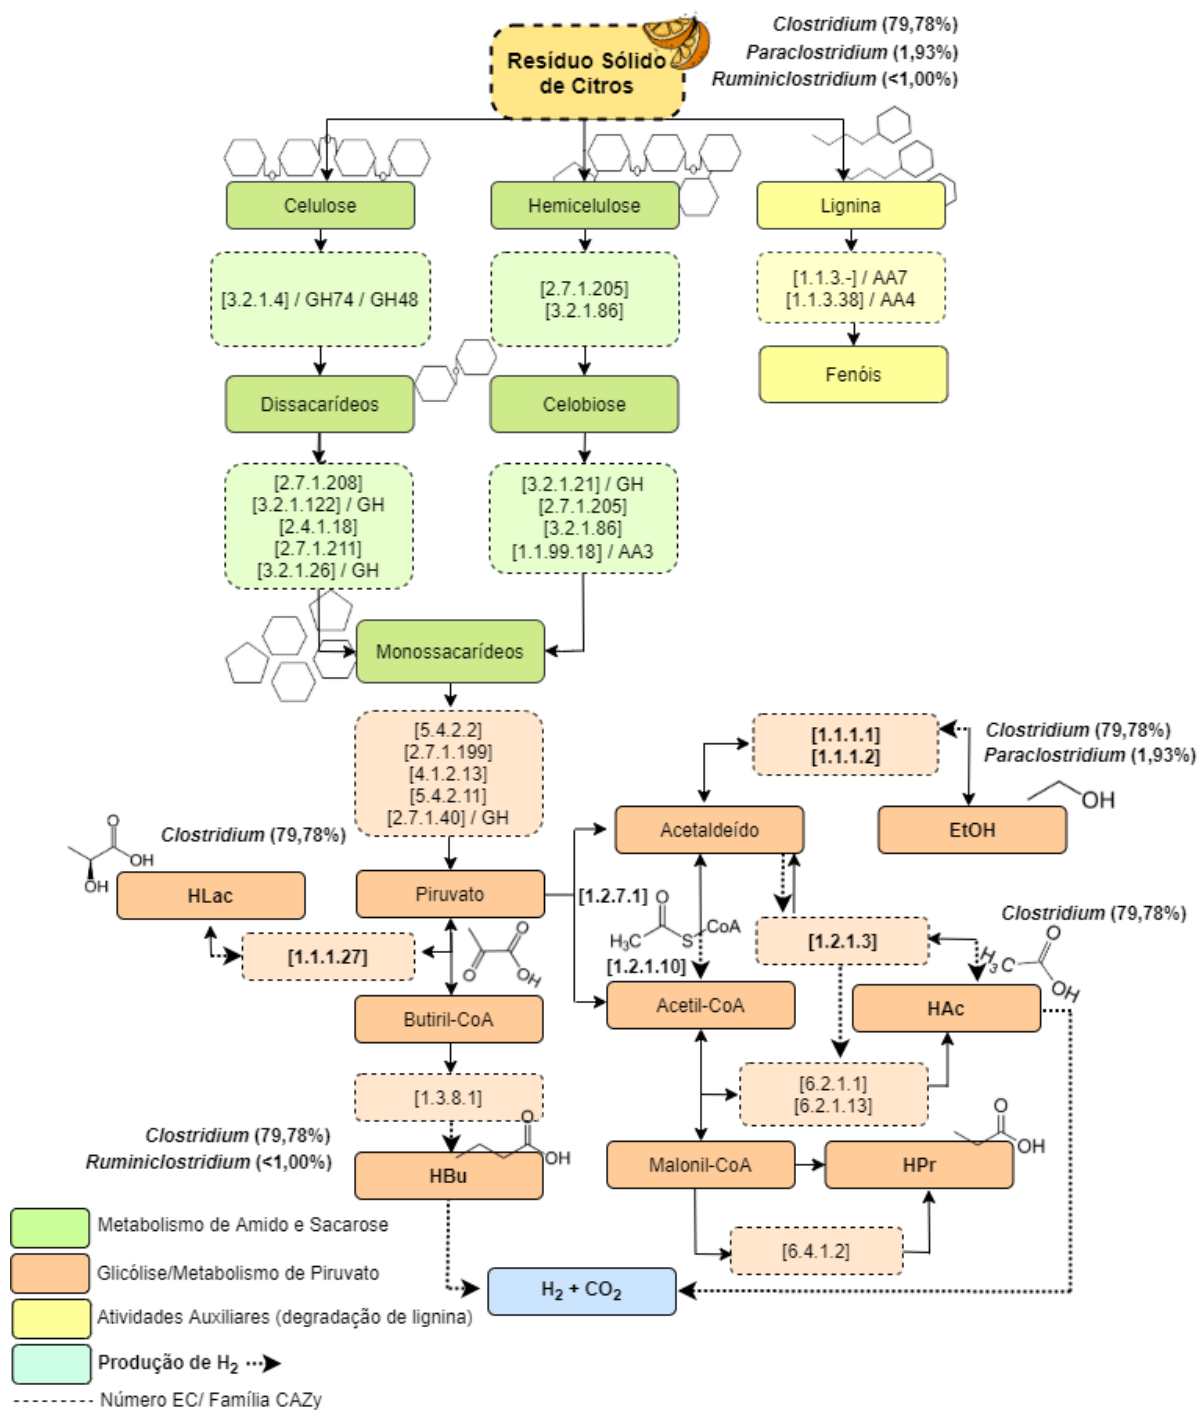 Clostridium (79,78%)
Paraclostridium (1,93%)
Ruminiclostridium (<1,00%)
Resíduo Sólido
de Citros
Celulose
Hemicelulose
Lignina
[3.2.1.4] / GH74 / GH48
[2.7.1.205]
[3.2.1.86]
[1.1.3.-] / AA7
[1.1.3.38] / AA4
Dissacarídeos
Celobiose
Fenóis
[2.7.1.208]
[3.2.1.122] / GH
[2.4.1.18]
[2.7.1.211]
[3.2.1.26] / GH
[3.2.1.21] / GH
[2.7.1.205]
[3.2.1.86]
[1.1.99.18] / AA3
Monossacarídeos
[5.4.2.2]
[2.7.1.199]
[4.1.2.13]
[5.4.2.11]
[2.7.1.40] / GH
[1.1.1.1]
[1.1.1.2]
Clostridium (79,78%)
Paraclostridium (1,93%)
OH
Clostridium (79,78%)
O
OH
OH
Acetaldeído
EtOH
HLac
Piruvato
[1.2.7.1]
O
H3C
S
CoA
[1.2.1.10]
[1.2.1.3]
Clostridium (79,78%)
O
H3C
OH
[1.1.1.27]
O
O
OH
Butiril-CoA
Acetil-CoA
HAc
[1.3.8.1]
[6.2.1.1]
[6.2.1.13]
Clostridium (79,78%)
Ruminiclostridium (<1,00%)
O
OH
HBu
Malonil-CoA
O
OH
HPr
[6.4.1.2]
H2 + CO2
Metabolismo de Amido e Sacarose
Glicólise/Metabolismo de Piruvato
Atividades Auxiliares (degradação de lignina)
Produção de H2
Número EC/ Família CAZy